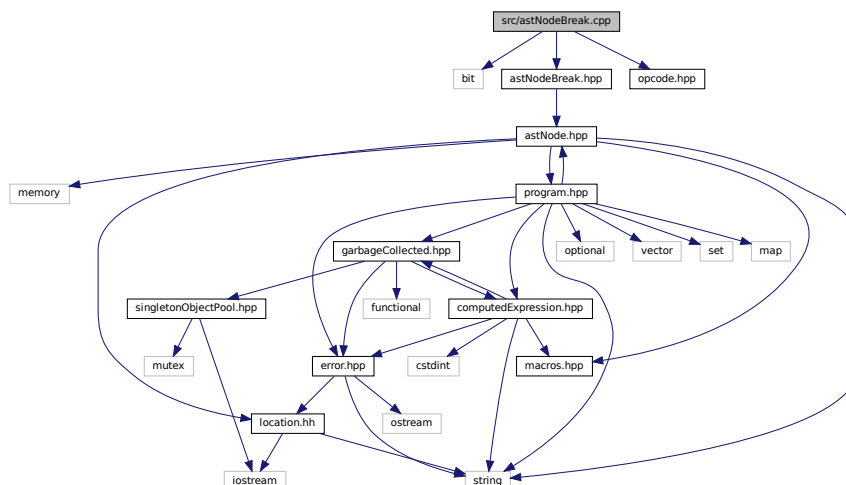 src/astNodeBreak.cpp
bit
astNodeBreak.hpp
opcode.hpp
astNode.hpp
memory
program.hpp
garbageCollected.hpp
optional
vector
set
map
singletonObjectPool.hpp
functional
computedExpression.hpp
mutex
error.hpp
cstdint
macros.hpp
location.hh
ostream
iostream
string